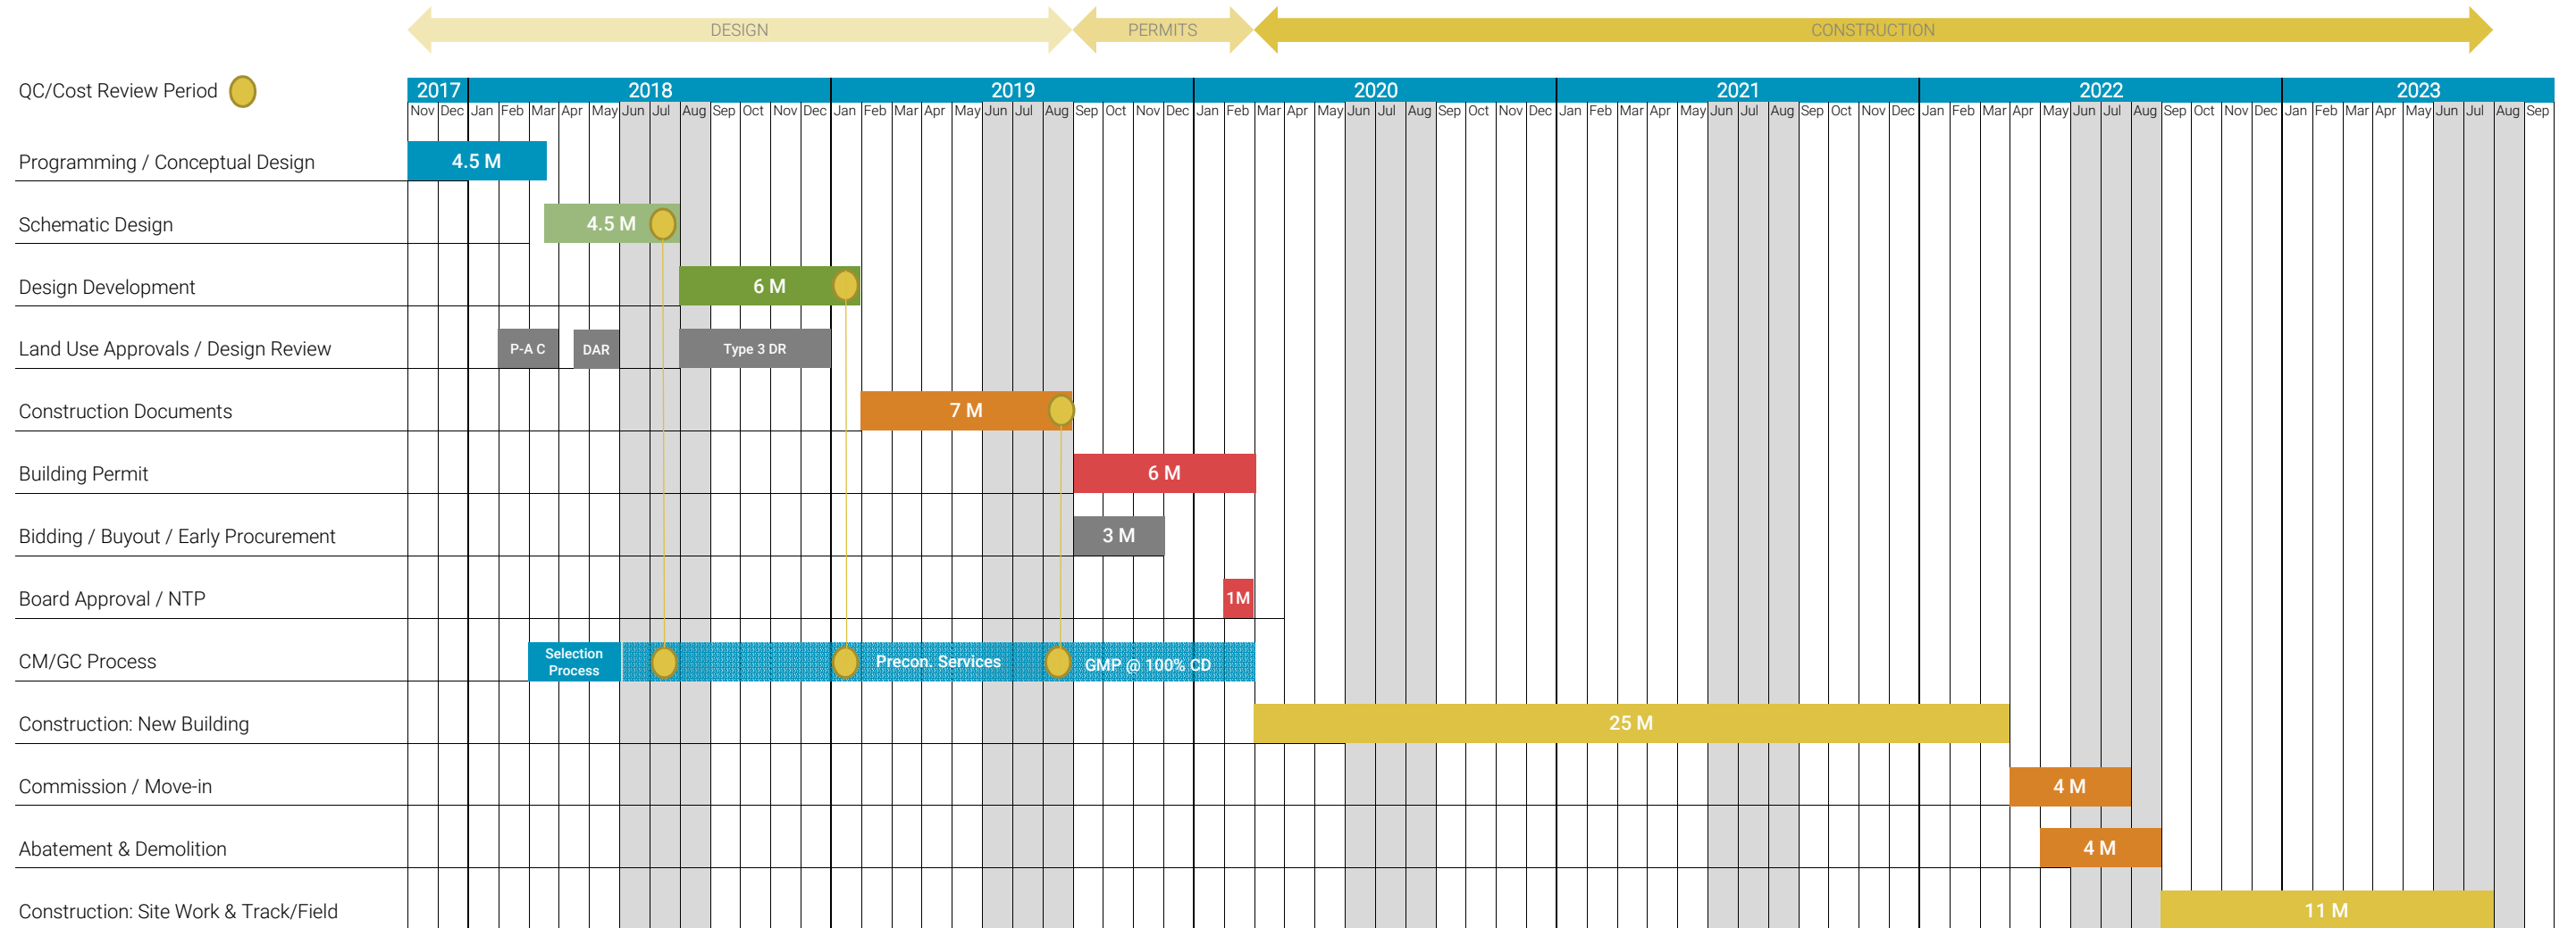 DESIGN PERMITS CONSTRUCTION
QC/Cost Review Period
2017 2018 2019 2020 2021 2022 2023
Nov Dec Jan Feb Mar Apr May Jun Jul Aug Sep Oct Nov Dec Jan Feb Mar Apr May Jun Jul Aug Sep Oct Nov Dec Jan Feb Mar Apr May Jun Jul Aug Sep Oct Nov Dec Jan Feb Mar Apr May Jun Jul Aug Sep Oct Nov Dec Jan Feb Mar Apr May Jun Jul Aug Sep Oct Nov Dec Jan Feb Mar Apr May Jun Jul Aug Sep
Programming / Conceptual Design 4.5 M
Schematic Design 4.5 M
Design Development 6 M
Land Use Approvals / Design Review P-A C DAR Type 3 DR
Construction Documents 7 M
Building Permit 6 M
Bidding / Buyout / Early Procurement 3 M
Board Approval / NTP 1M
CM/GC Process
Selection
Process
Precon. Services GMP @ 100% CD
Construction: New Building 25 M
Commission / Move-in 4 M
Abatement & Demolition 4 M
Construction: Site Work & Track/Field 11 M